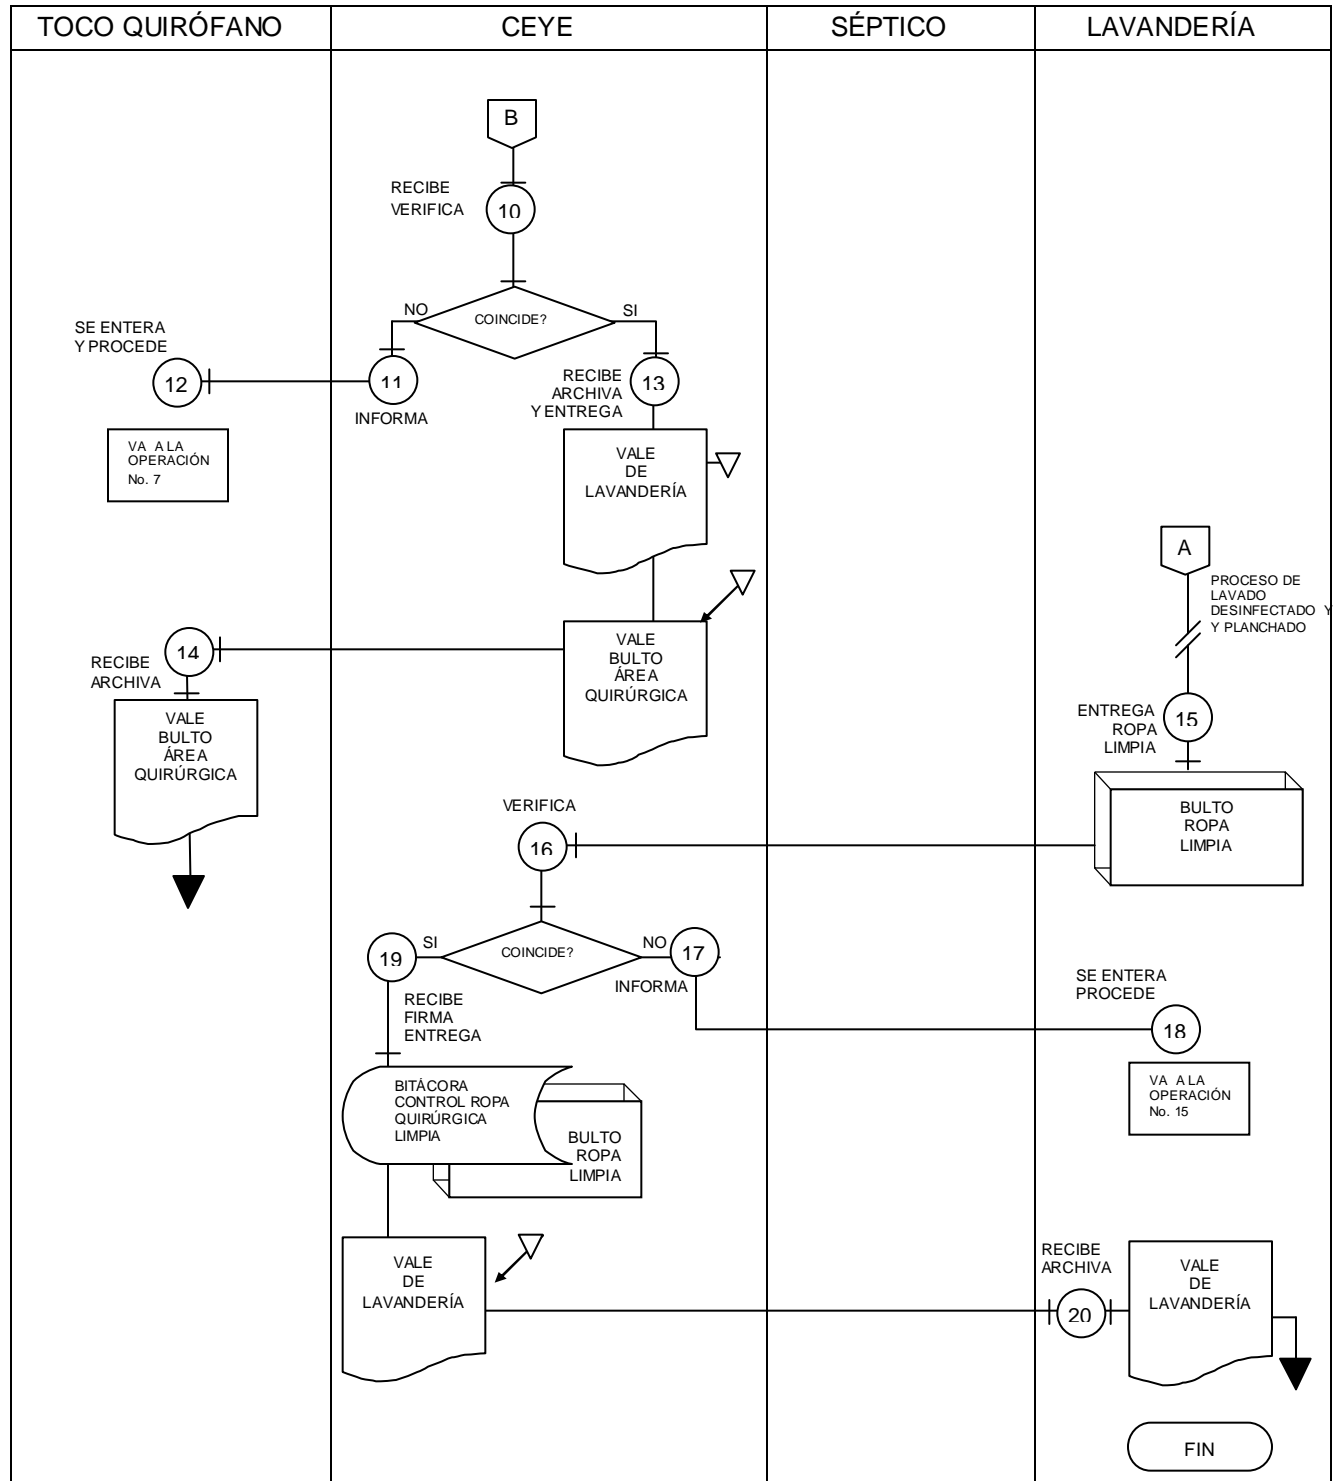 TOCO QUIRÓFANO
CEYE
SÉPTICO
LAVANDERÍA
B
RECIBE
VERIFICA
10
COINCIDE?
NO
SI
SE ENTERA
Y PROCEDE
12
11
INFORMA
RECIBE
ARCHIVA
Y ENTREGA
13
VA A LA
OPERACIÓN
No. 7
VALE
DE
LAVANDERÍA
A
PROCESO DE
LAVADO
DESINFECTADO Y
Y PLANCHADO
VALE
BULTO
ÁREA
QUIRÚRGICA
14
RECIBE
ARCHIVA
VALE
BULTO
ÁREA
QUIRÚRGICA
ENTREGA
ROPA
LIMPIA
15
BULTO
ROPA
LIMPIA
VERIFICA
16
COINCIDE?
SI
NO
19
17
INFORMA
RECIBE
FIRMA
ENTREGA
SE ENTERA
PROCEDE
18
VA A LA
OPERACIÓN
No. 15
BITÁCORA
CONTROL ROPA
QUIRÚRGICA
LIMPIA
BULTO
ROPA
LIMPIA
VALE
DE
LAVANDERÍA
RECIBE
ARCHIVA
20
VALE
DE
LAVANDERÍA
FIN